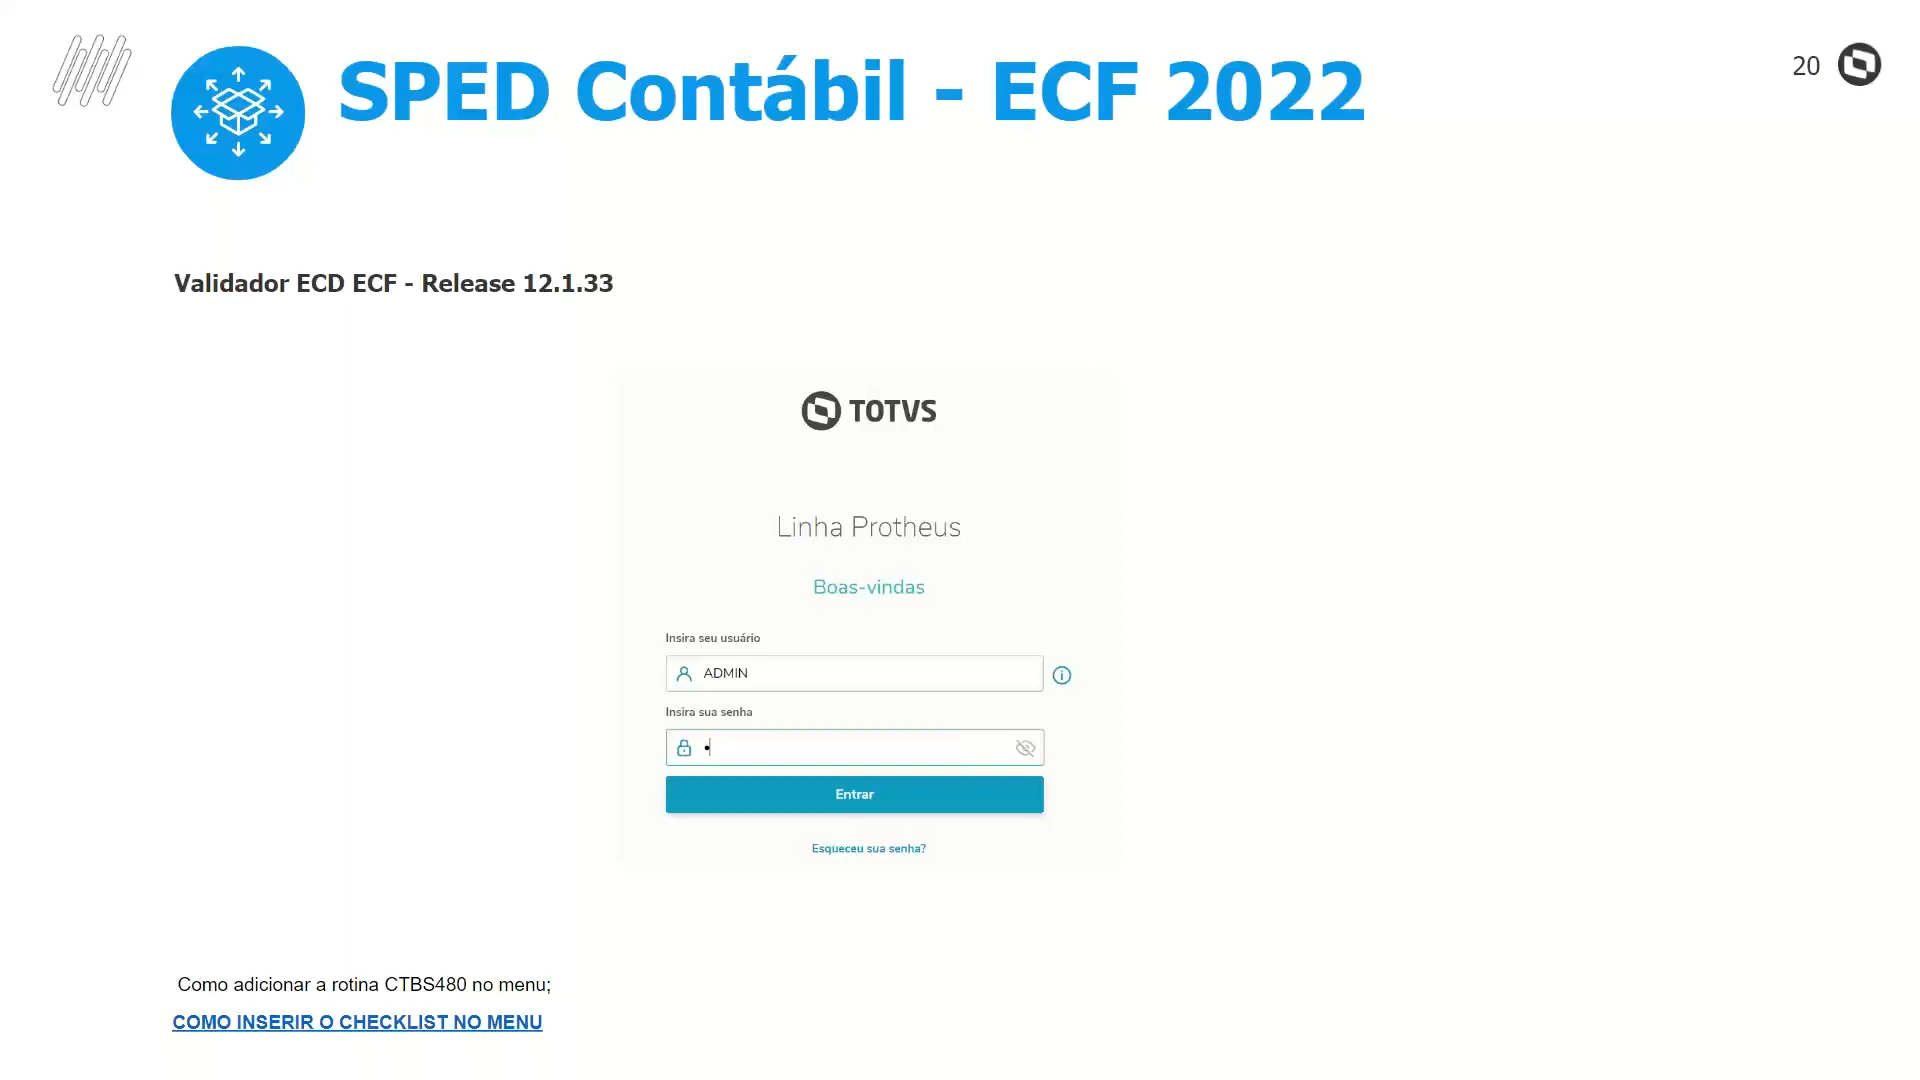 SPED Contábil - ECF 2022
20
Validador ECD ECF - Release 12.1.33
TOTVS
Linha Protheus
Boas-vindas
Insira seu usuário
ADMIN
Insira sua senha
Entrar
Esqueceu sua senha?
Como adicionar a rotina CTBS480 no menu;
COMO INSERIR O CHECKLIST NO MENU